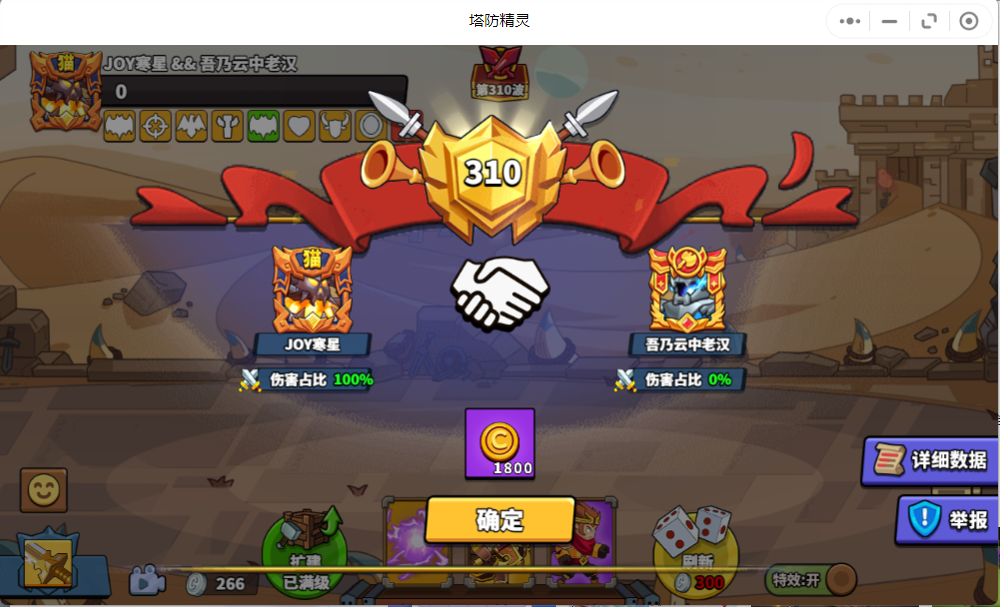 塔防精灵
猫
JOY寒星 && 吾乃云中老汉
0
第310波
310
猫
JOY寒星
吾乃云中老汉
伤害占比 100%
伤害占比 0%
1800
详细数据
确定
举报
扩建
已满级
刷新
266
300
特效:开